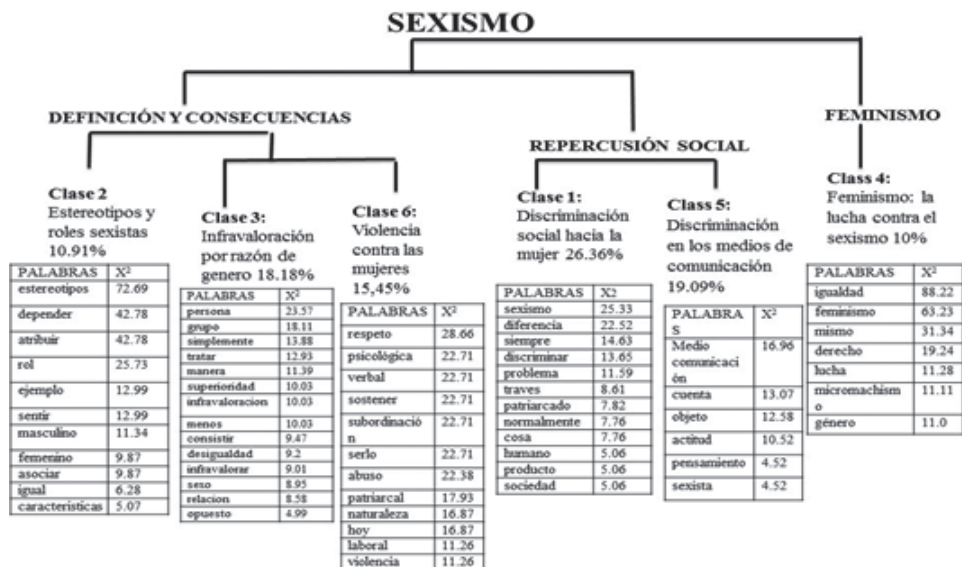 SEXISMO
DEFINICIÓN Y CONSECUENCIAS
REPERCUSIÓN SOCIAL
FEMINISMO
Clase 2
Estereotipos y
roles sexistas
10.91%
PALABRAS X²
estereotipos 72.69
depender 42.78
atribuir 42.78
rol 25.73
ejemplo 12.99
sentir 12.99
masculino 11.34
femenino 9.87
asociar 9.87
igual 6.28
características 5.07
Clase 3:
Infravaloración
por razón de
genero 18.18%
PALABRAS X²
persona 23.57
grupo 18.11
simplemente 13.88
tratar 12.93
manera 11.39
superioridad 10.03
infravaloracion 10.03
menos 10.03
consistir 9.47
desigualdad 9.2
infravalorar 9.01
sexo 8.95
relacion 8.58
opuesto 4.99
Clase 6:
Violencia
contra las
mujeres
15,45%
PALABRAS X²
respeto 28.66
psicológica 22.71
verbal 22.71
sostener 22.71
subordinació
n 22.71
serlo 22.71
abuso 22.38
patriarcal 17.93
naturaleza 16.87
hoy 16.87
laboral 11.26
violencia 11.26
Clase 1:
Discriminación
social hacia la
mujer 26.36%
PALABRAS X2
sexismo 25.33
diferencia 22.52
siempre 14.63
discriminar 13.65
problema 11.59
traves 8.61
patriarcado 7.82
normalmente 7.76
cosa 7.76
humano 5.06
producto 5.06
sociedad 5.06
Class 5:
Discriminación
en los medios de
comunicación
19.09%
PALABRA X²
S
Medio 16.96
comunicaci
ón
cuenta 13.07
objeto 12.58
actitud 10.52
pensamiento 4.52
sexista 4.52
Class 4:
Feminismo: la
lucha contra el
sexismo 10%
PALABRAS X²
igualdad 88.22
feminismo 63.23
mismo 31.34
derecho 19.24
lucha 11.28
micromachism 11.11
o
género 11.0